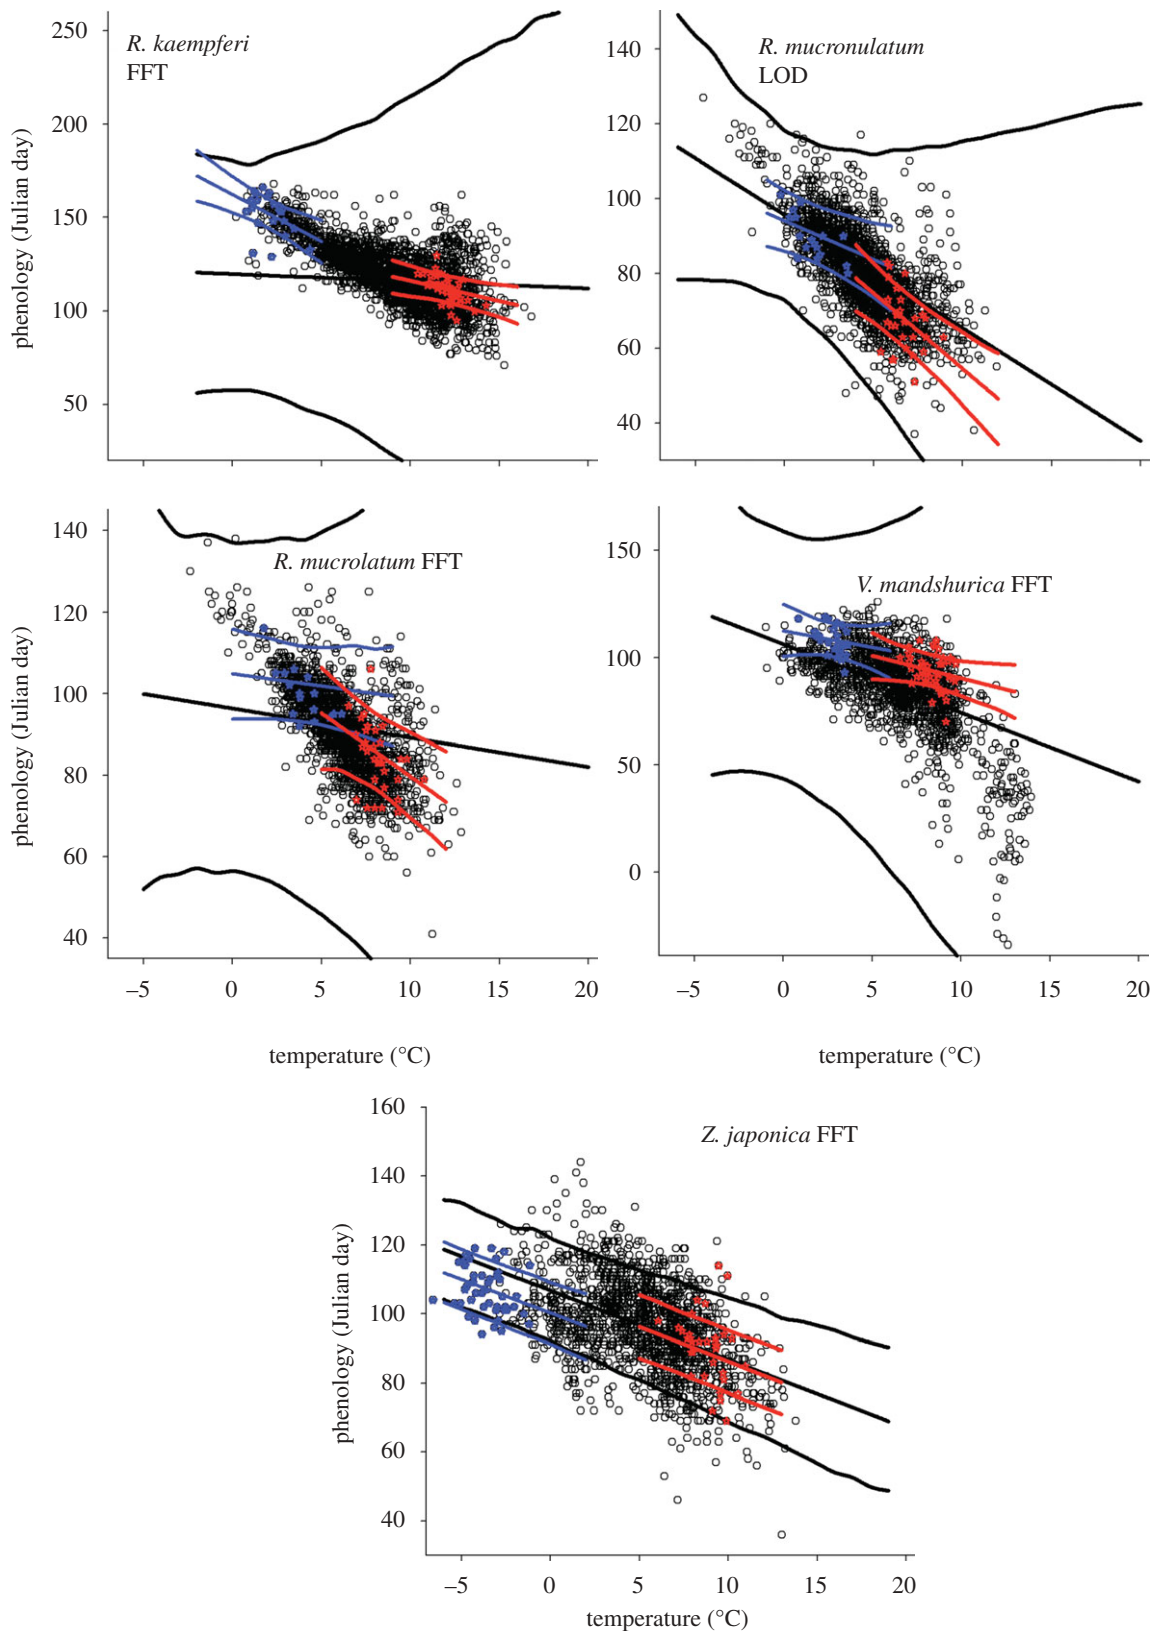 250
200
150
100
50
phenology (Julian day)
R. kaempferi
FFT
140
120
100
80
60
40
R. mucronulatum
LOD
140
120
100
80
60
40
phenology (Julian day)
R. mucrolatum FFT
–5 0 5 10 15 20
temperature (°C)
150
100
50
0
V. mandshurica FFT
–5 0 5 10 15 20
temperature (°C)
160
140
120
100
80
60
40
phenology (Julian day)
Z. japonica FFT
–5 0 5 10 15 20
temperature (°C)